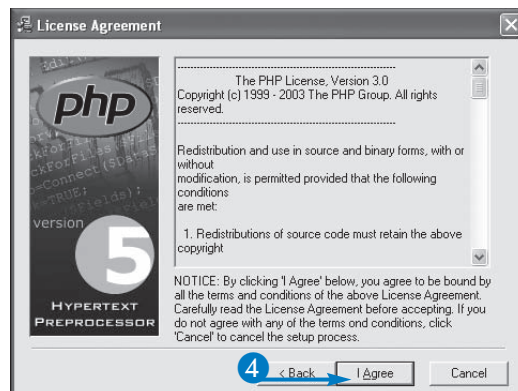 License Agreement
php
version
5
HYPERTEXT
PREPROCESSOR
The PHP License, Version 3.0
Copyright (c) 1999 - 2003 The PHP Group. All rights
reserved.
Redistribution and use in source and binary forms, with or
without
modification, is permitted provided that the following
conditions
are met:
1. Redistributions of source code must retain the above
copyright
NOTICE: By clicking 'I Agree' below, you agree to be bound by
all the terms and conditions of the above License Agreement.
Carefully read the License Agreement before accepting. If you
do not agree with any of the terms ond conditions, click
'Cancel' to cancel the setup process.
4
< Back
I Agree
Cancel